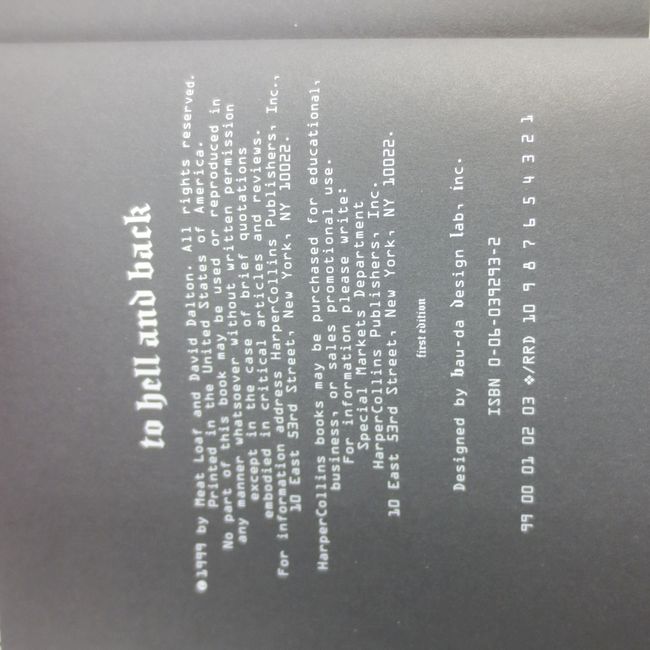 to hell and back
©1999 by Meat Loaf and David Dalton. All rights reserved.
Printed in the United States of America.
No part of this book may be used or reproduced in
any manner whatsoever without written permission
except in the case of brief quotations
embodied in critical articles and reviews.
For information address HarperCollins Publishers, Inc.,
10 East 53rd Street, New York, NY 10022.
HarperCollins books may be purchased for educational,
business, or sales promotional use.
For information please write:
Special Markets Department
HarperCollins Publishers, Inc.
10 East 53rd Street, New York, NY 10022.
first edition
Designed by bau-da Design lab, inc.
ISBN 0-06-039293-2
99 00 01 02 03 ❖/RRD 10 9 8 7 6 5 4 3 2 1